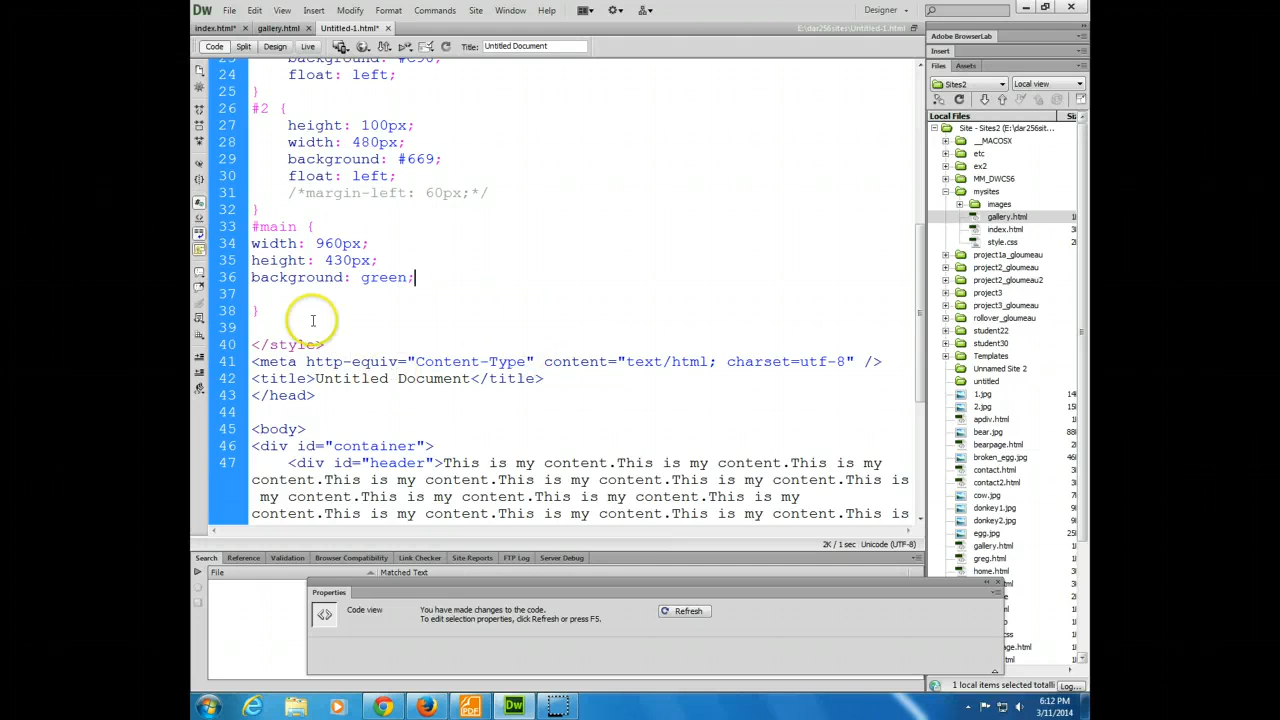 Dw File Edit View Insert Modify Format Commands Site Window Help Designer
index.html* × gallery.html × Untitled-1.html* × E:\dar256sites\Untitled-1.html
Code Split Design Live Title: Untitled Document
23 background: #c90;
24 float: left;
25 }
26 #2 {
27 height: 100px;
28 width: 480px;
29 background: #669;
30 float: left;
31 /*margin-left: 60px;*/
32 }
33 #main {
34 width: 960px;
35 height: 430px;
36 background: green;
37
38 }
39
40 </style>
41 <meta http-equiv="Content-Type" content="text/html; charset=utf-8" />
42 <title>Untitled Document</title>
43 </head>
44
45 <body>
46 <div id="container">
47 <div id="header">This is my content.This is my content.This is my
content.This is my content.This is my content.This is my content.This is
my content.This is my content.This is my content.This is my
content.This is my content.This is my content.This is my content.This is
2K / 1 sec Unicode (UTF-8)
Search Reference Validation Browser Compatibility Link Checker Site Reports FTP Log Server Debug
File Matched Text
Properties
Code view You have made changes to the code.
To edit selection properties, click Refresh or press F5.
Refresh
Adobe BrowserLab
Insert
Files Assets
Sites2 Local view
Local Files
Site - Sites2 (E:\dar256sit...
__MACOSX
etc
ex2
MM_DWCS6
mysites
images
gallery.html
index.html
style.css
project1a_gloumeau
project2_gloumeau
project2_gloumeau2
project3
project3_gloumeau
rollover_gloumeau
student22
student30
Templates
Unnamed Site 2
untitled
1.jpg 14
2.jpg 15
apdiv.html
bear.jpg 88
bearpage.html
broken_egg.jpg 46
contact.html
contact2.html
cow.jpg
donkey1.jpg
donkey2.jpg
egg.jpg 25
gallery.html
greg.html
home.html
1 local items selected totalli Log...
6:12 PM
3/11/2014